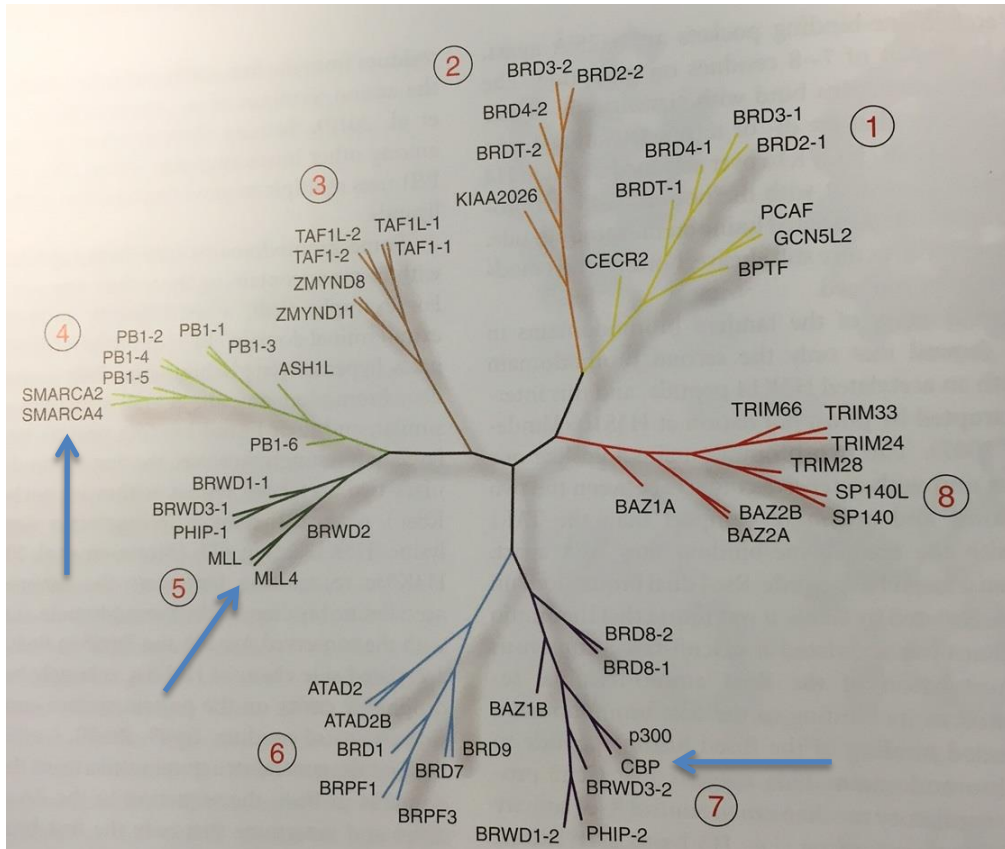 2
BRD3-2
BRD2-2
BRD4-2
BRDT-2
KIAA2026
1
BRD3-1
BRD2-1
BRD4-1
BRDT-1
PCAF
GCN5L2
BPTF
CECR2
3
TAF1L-1
TAF1L-2
TAF1-1
TAF1-2
ZMYND8
ZMYND11
4
PB1-1
PB1-2
PB1-3
PB1-4
PB1-5
ASH1L
SMARCA2
SMARCA4
PB1-6
BRWD1-1
BRWD3-1
PHIP-1
BRWD2
MLL
MLL4
5
TRIM66
TRIM33
TRIM24
TRIM28
SP140L
SP140
8
BAZ1A
BAZ2B
BAZ2A
ATAD2
ATAD2B
BRD1
BRD9
BRD7
BRPF1
BRPF3
6
BRD8-2
BRD8-1
BAZ1B
p300
CBP
BRWD3-2
BRWD1-2
PHIP-2
7